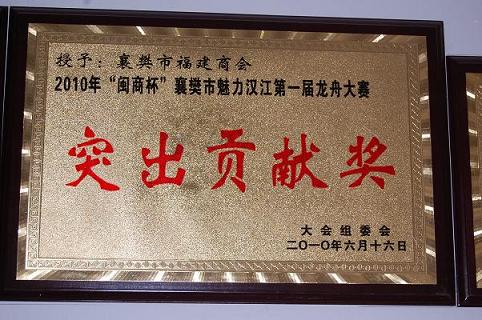 授予：襄樊市福建商会
2010年“闽商杯”襄樊市魅力汉江第一届龙舟大赛
突出贡献奖
大会组委会
二〇一〇年六月十六日